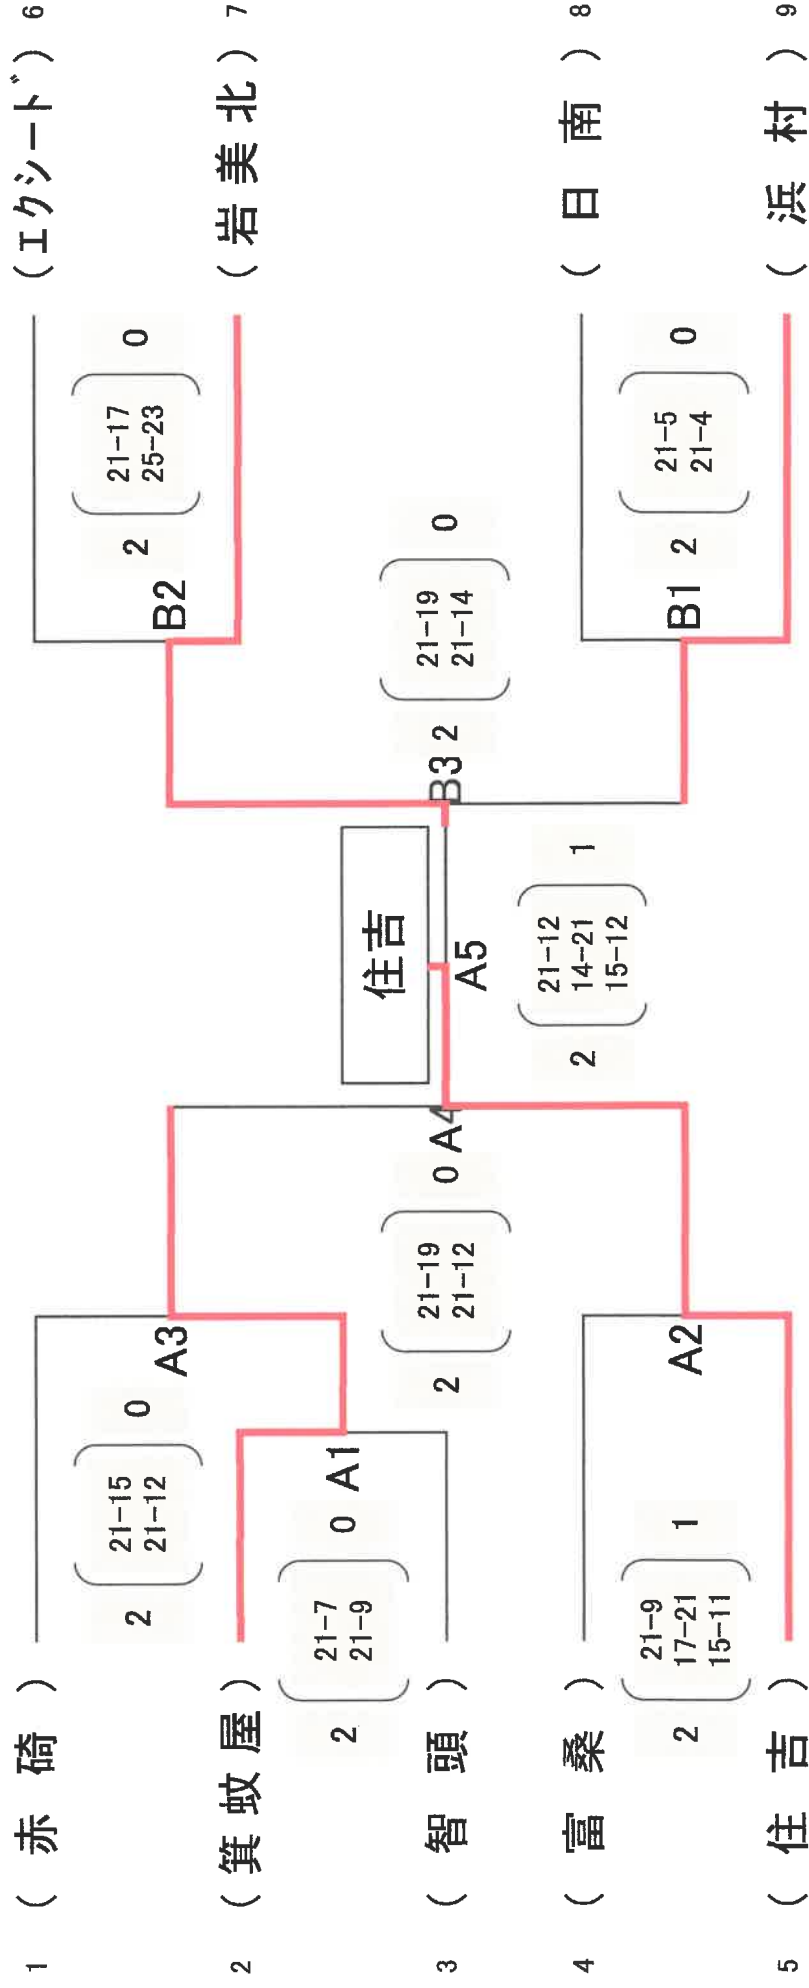 1 ( 赤 碕 )
2 ( 箕 蚊 屋 )
3 ( 智 頭 )
4 ( 富 桑 )
5 ( 住 吉 )
(エクシード) 6
( 岩 美 北 ) 7
( 日 南 ) 8
( 浜 村 ) 9
A3
2
21-15
21-12
0
A1
2
21-7
21-9
0
A4
2
21-19
21-12
0
A2
2
21-9
17-21
15-11
1
住吉
A5
2
21-12
14-21
15-12
1
B2
2
21-17
25-23
0
B3
2
21-19
21-14
0
B1
2
21-5
21-4
0